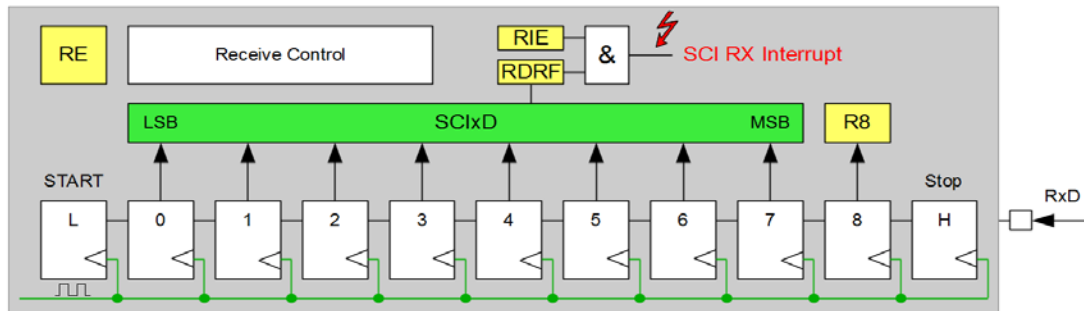 RE
Receive Control
RIE
RDRF
&
SCI RX Interrupt
LSB
SCIxD
MSB
R8
START
Stop
RxD
L
0
1
2
3
4
5
6
7
8
H